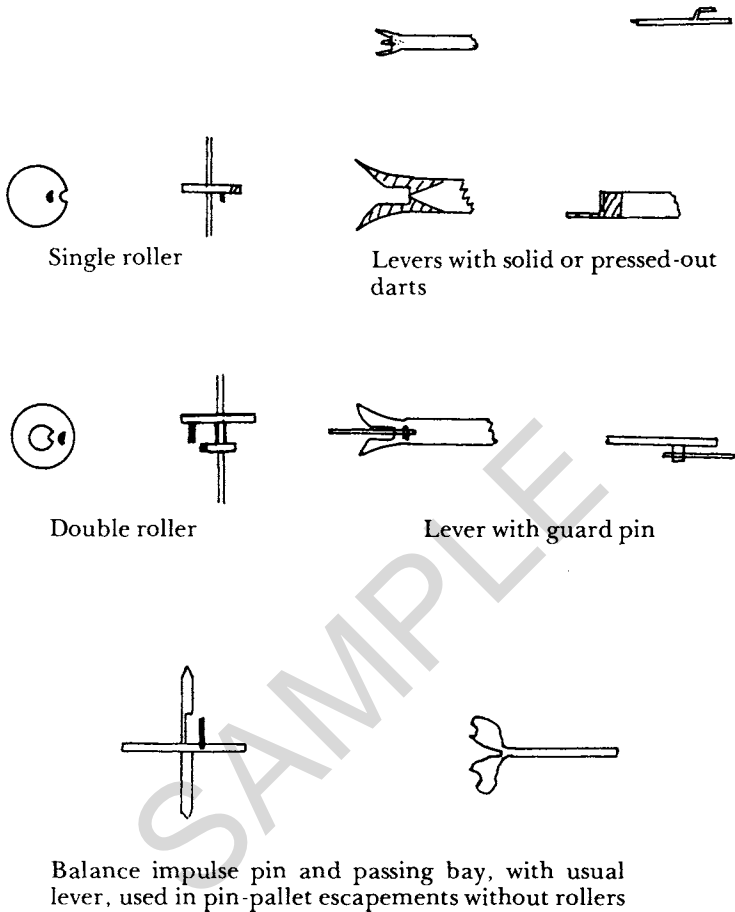 Single roller
Levers with solid or pressed-out
darts
Double roller
Lever with guard pin
SAMPLE
Balance impulse pin and passing bay, with usual
lever, used in pin-pallet escapements without rollers